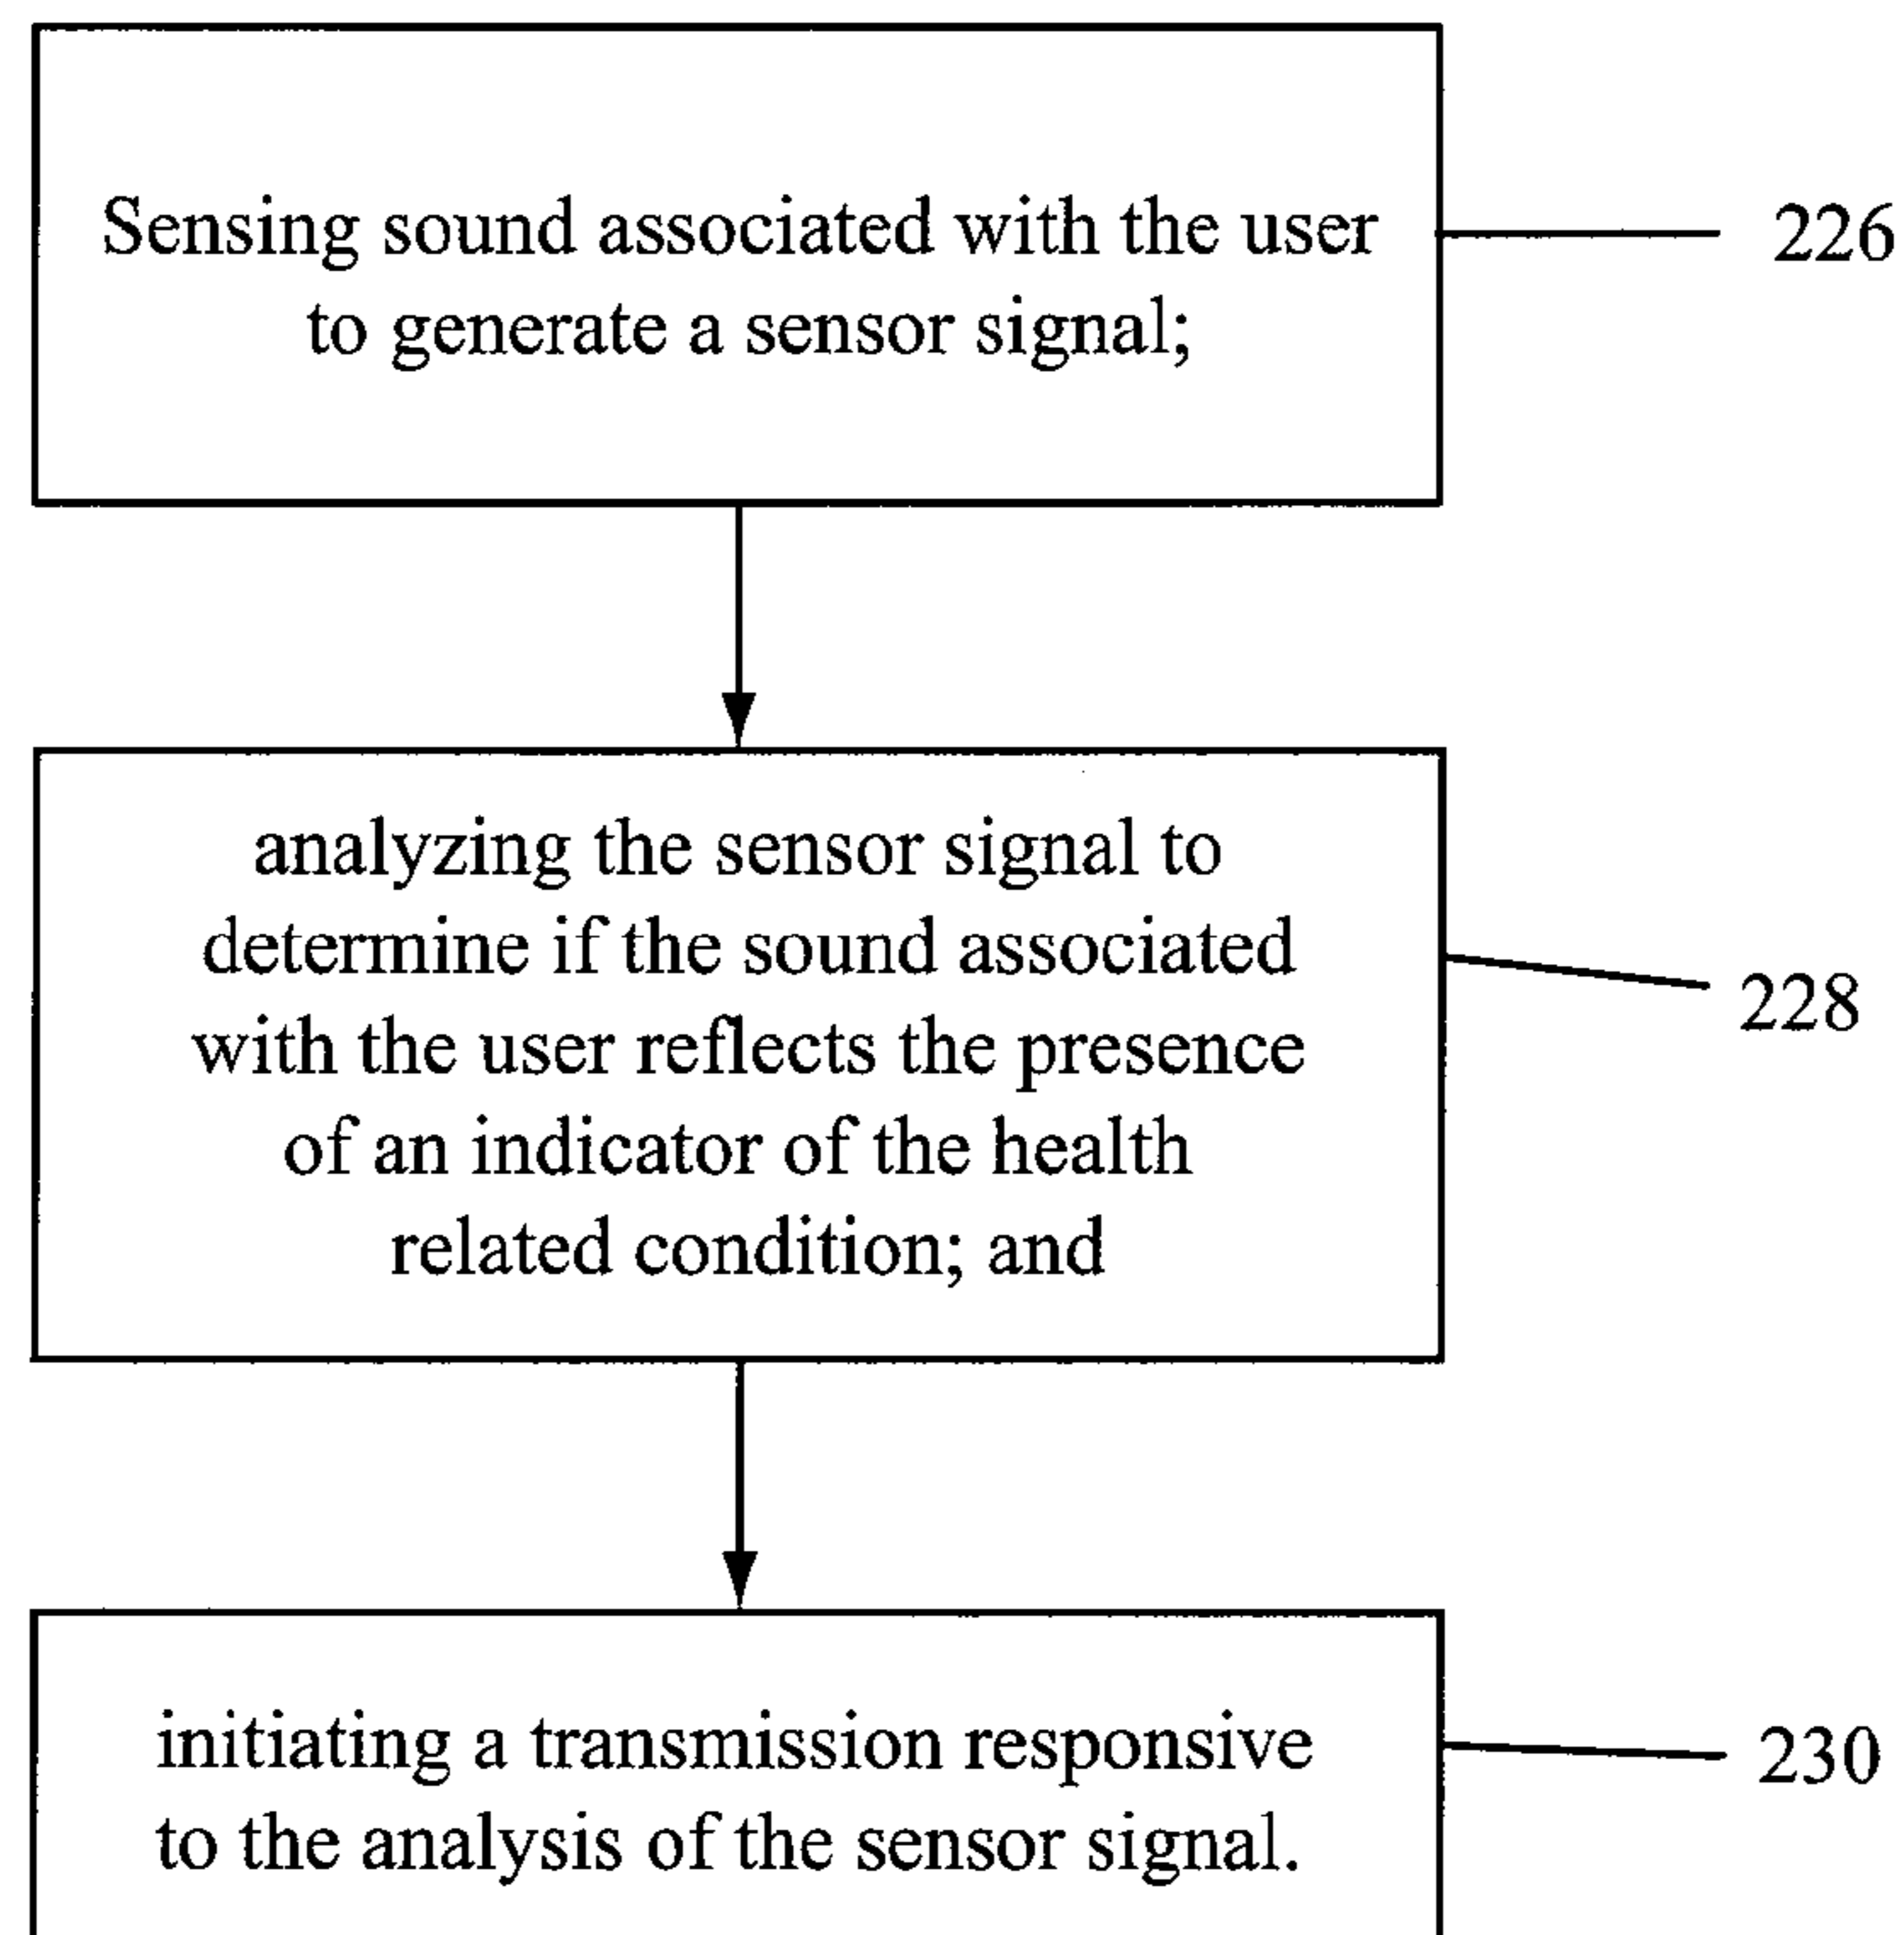 Sensing sound associated with the user
to generate a sensor signal;
226
analyzing the sensor signal to
determine if the sound associated
with the user reflects the presence
of an indicator of the health
related condition; and
228
initiating a transmission responsive
to the analysis of the sensor signal.
230